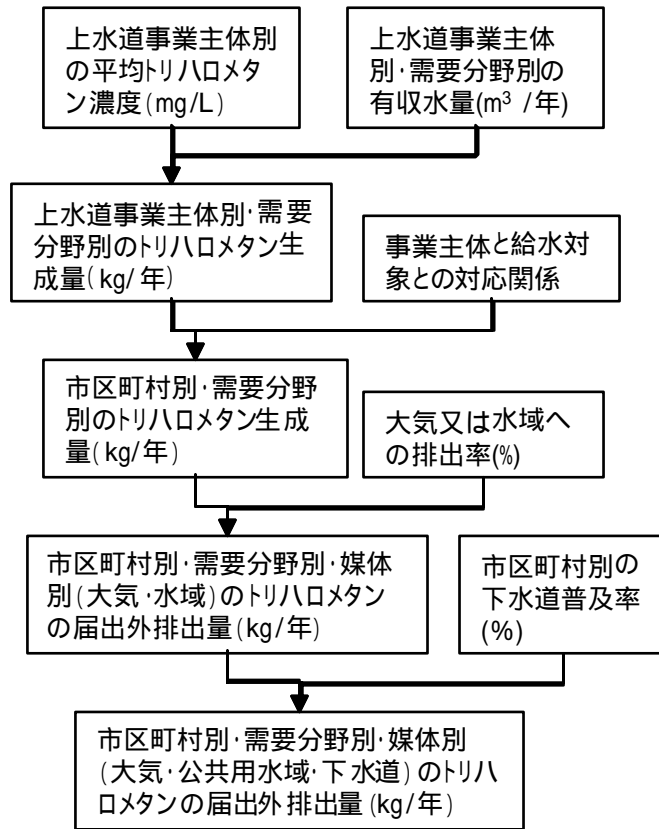 上水道事業主体別
の平均トリハロメタ
ン濃度(mg/L)
上水道事業主体
別・需要分野別の
有収水量(m³ /年)
上水道事業主体別・需要
分野別のトリハロメタン生
成量(kg/年)
事業主体と給水対
象との対応関係
市区町村別・需要分野
別のトリハロメタン生成
量(kg/年)
大気又は水域へ
の排出率(%)
市区町村別・需要分野別・媒体
別(大気・水域)のトリハロメタン
の届出外排出量(kg/年)
市区町村別の
下水道普及率
(%)
市区町村別・需要分野別・媒体別
(大気・公共用水域・下水道)のトリハ
ロメタンの届出外排出量(kg/年)